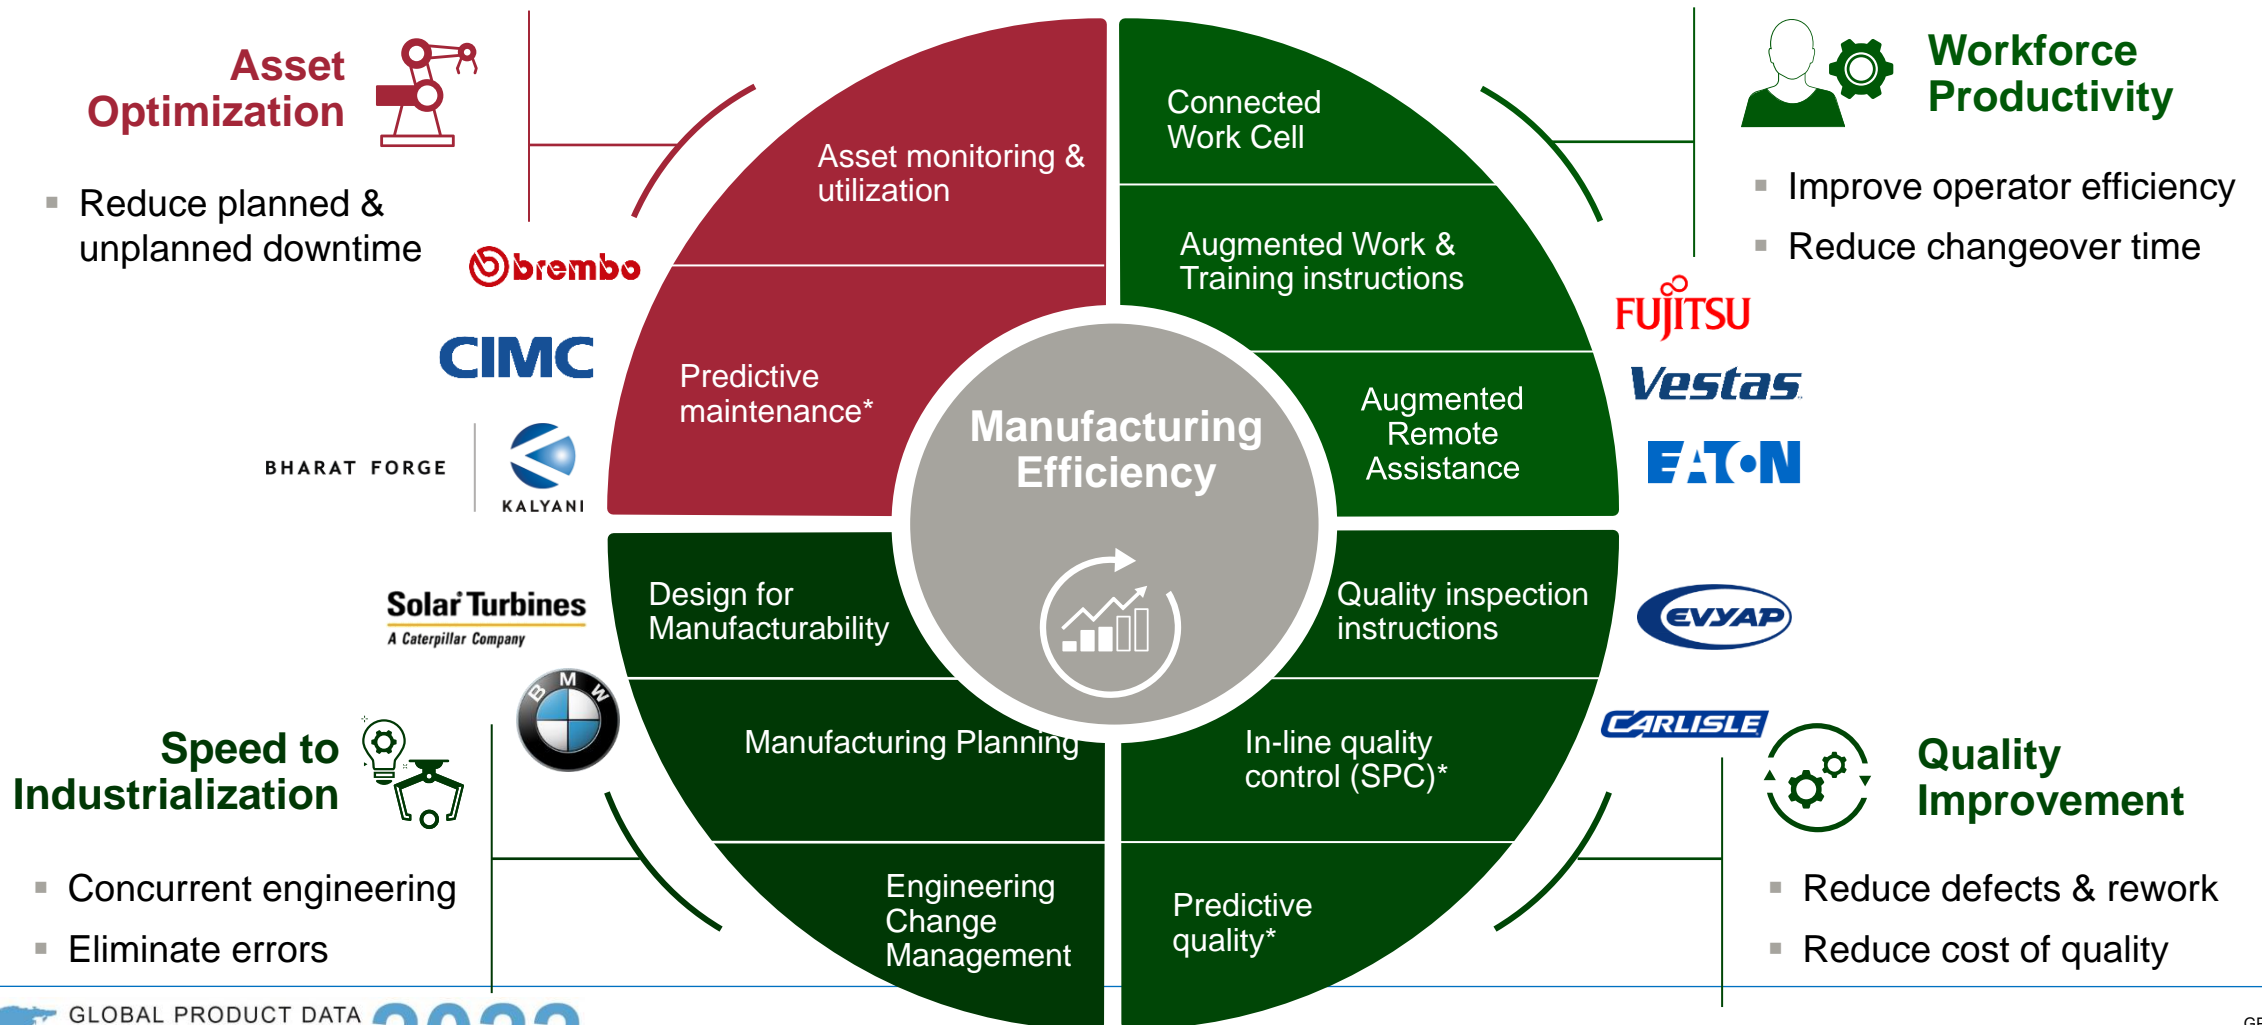 Asset
Optimization
Reduce planned &
unplanned downtime
brembo
CIMC
BHARAT FORGE
KALYANI
Asset monitoring &
utilization
Predictive
maintenance*
Connected
Work Cell
Augmented Work &
Training instructions
Augmented
Remote
Assistance
Workforce
Productivity
Improve operator efficiency
Reduce changeover time
FUJITSU
Vestas
EATON
Manufacturing
Efficiency
Solar Turbines
A Caterpillar Company
BMW
Speed to
Industrialization
Concurrent engineering
Eliminate errors
Design for
Manufacturability
Manufacturing Planning
Engineering
Change
Management
Quality inspection
instructions
In-line quality
control (SPC)*
Predictive
quality*
EVYAP
CARLISLE
Quality
Improvement
Reduce defects & rework
Reduce cost of quality
GLOBAL PRODUCT DATA